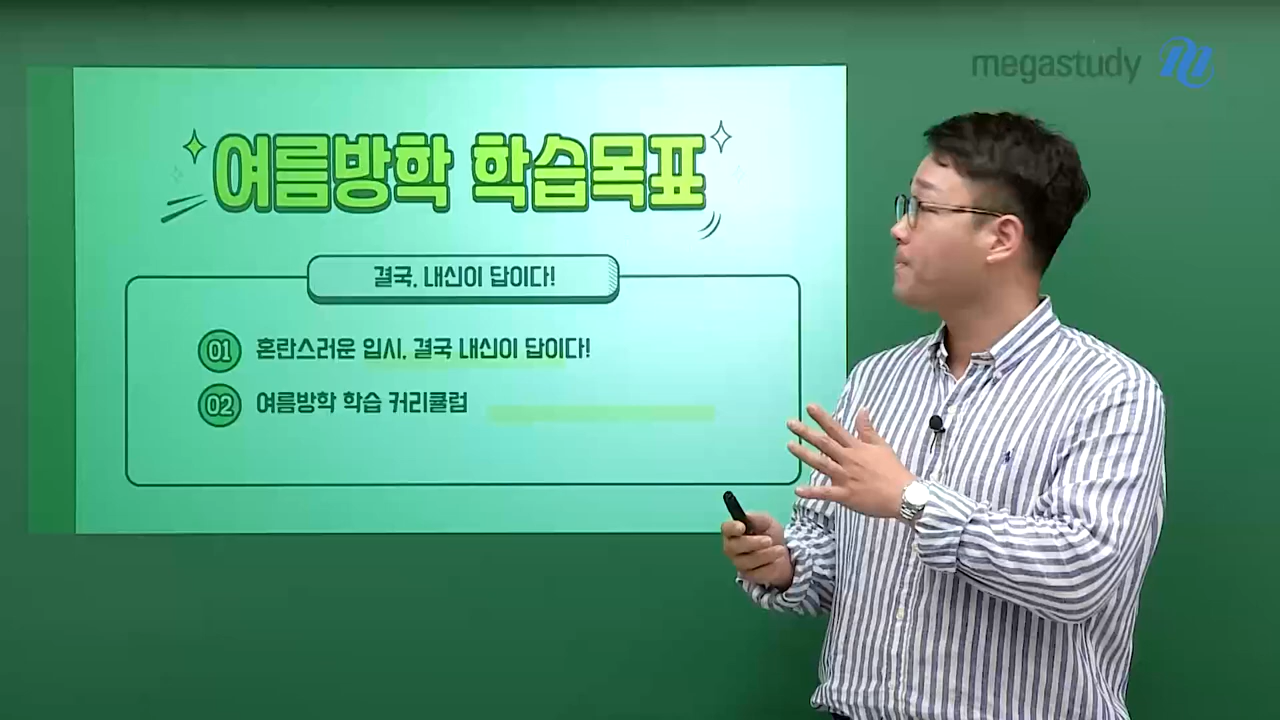 megastudy
여름방학 학습목표
결국, 내신이 답이다!
01 혼란스러운 입시, 결국 내신이 답이다!
02 여름방학 학습 커리큘럼